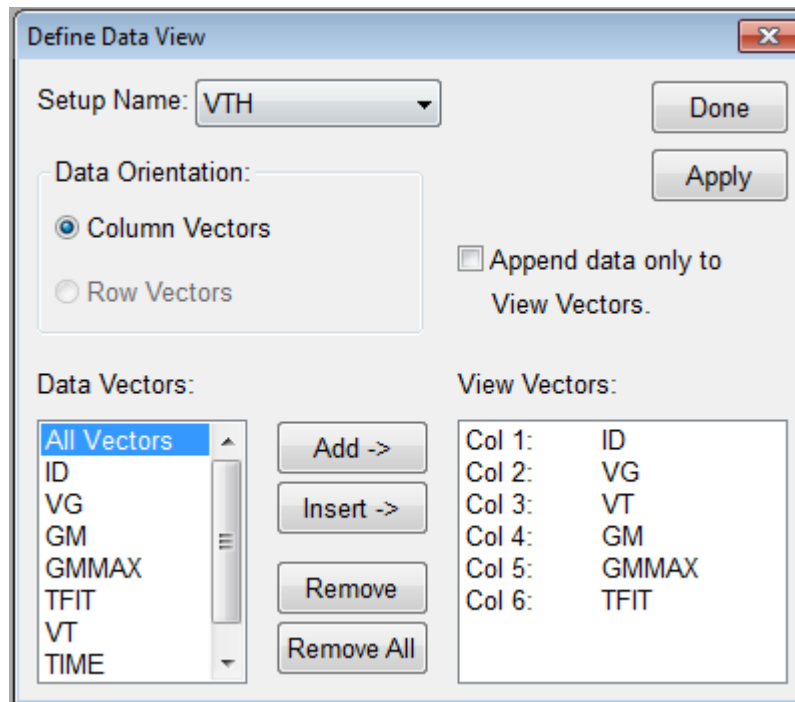 Define Data View
Setup Name: VTH
Done
Data Orientation:
Apply
Column Vectors
Append data only to
View Vectors.
Row Vectors
Data Vectors:
View Vectors:
All Vectors
ID
VG
GM
GMMAX
TFIT
VT
TIME
Add ->
Insert ->
Remove
Remove All
Col 1: ID
Col 2: VG
Col 3: VT
Col 4: GM
Col 5: GMMAX
Col 6: TFIT